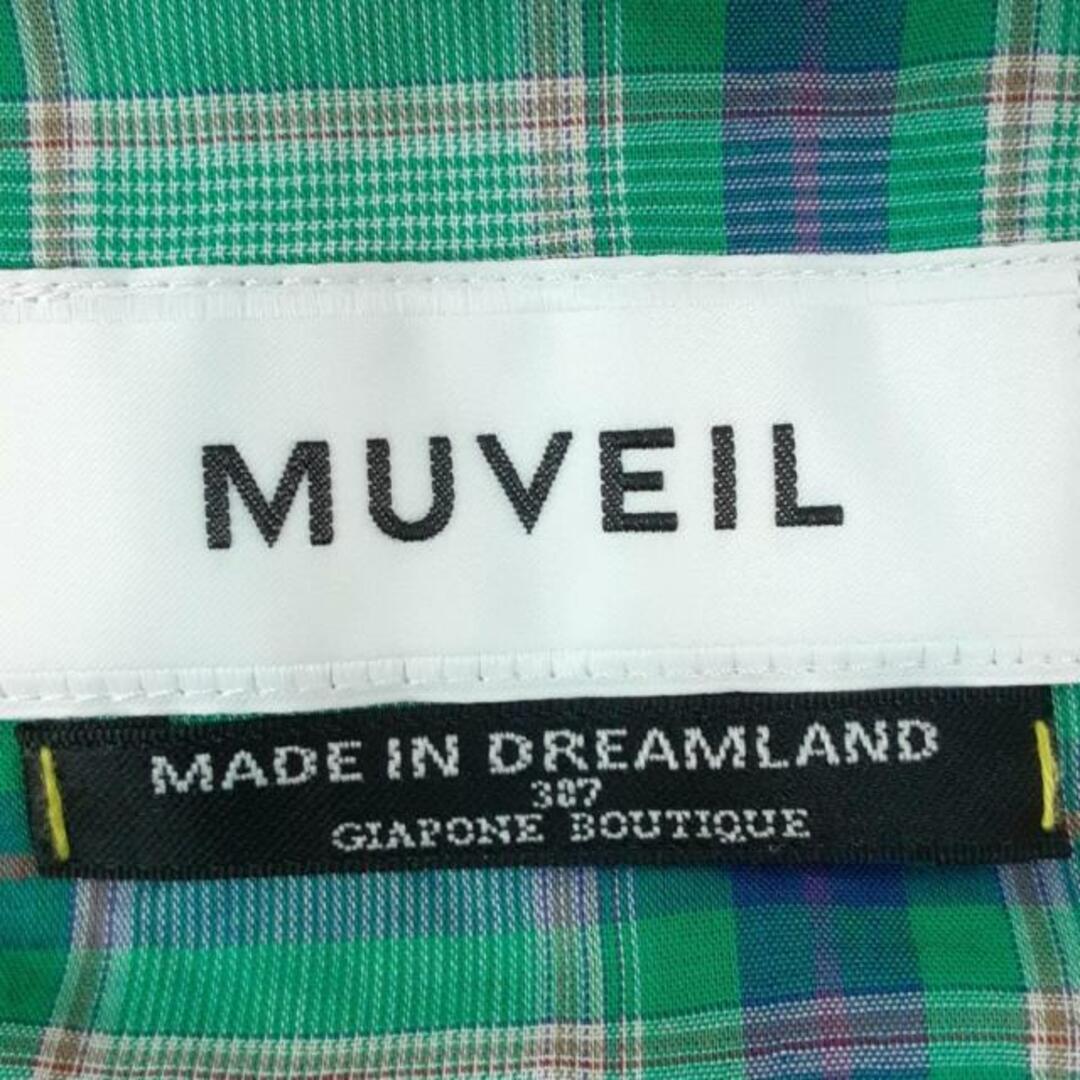 MUVEIL
MADE IN DREAMLAND
387
GIAPONE BOUTIQUE